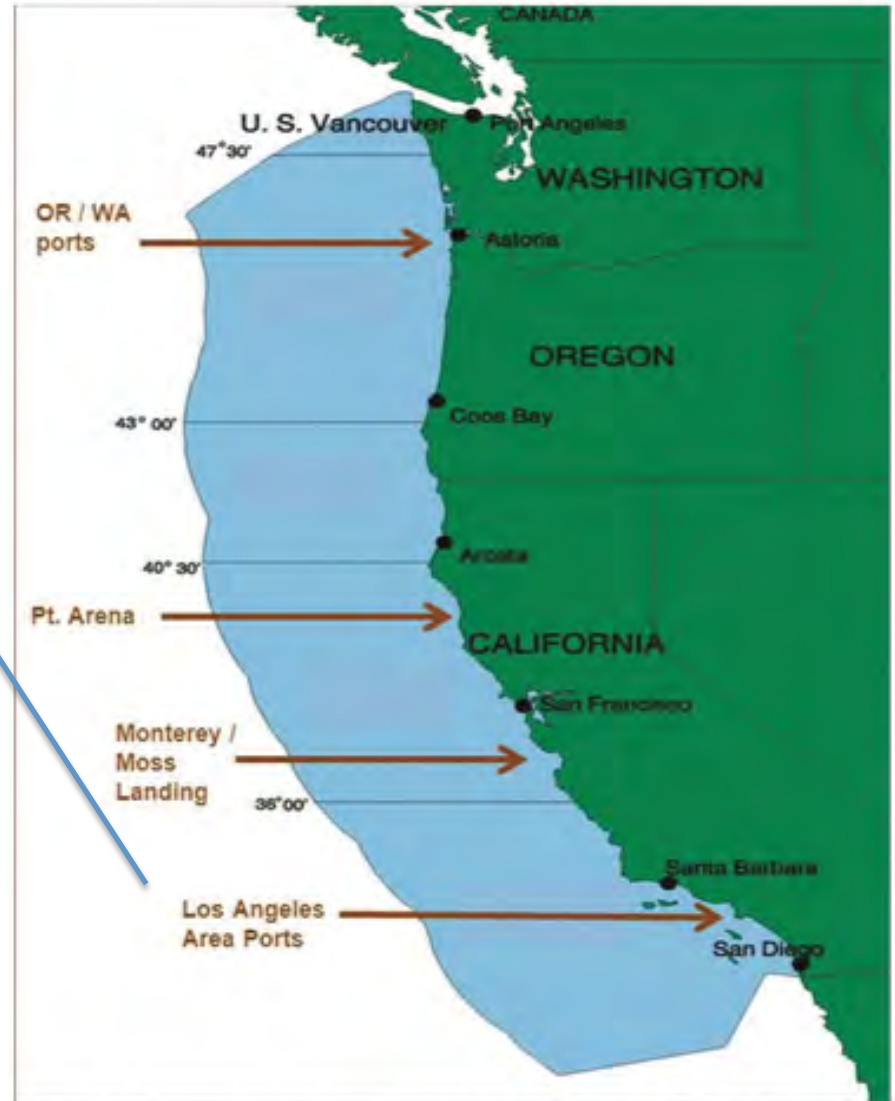 CANADA
U. S. Vancouver
Port Angeles
47°30'
WASHINGTON
OR / WA
ports
Astoria
OREGON
43° 00'
Coos Bay
Arcata
40° 30'
Pt. Arena
CALIFORNIA
San Francisco
Monterey /
Moss
Landing
36°00'
Santa Barbara
Los Angeles
Area Ports
San Diego